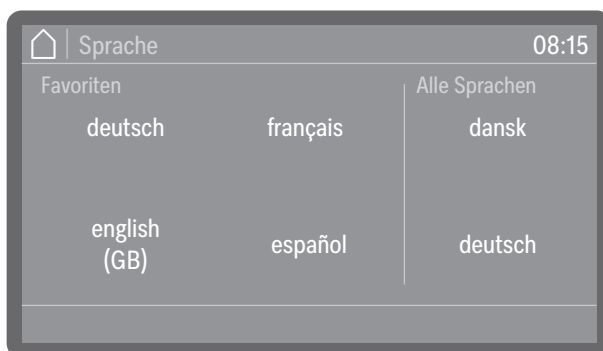 Sprache 08:15
Favoriten Alle Sprachen
deutsch français dansk
english
(GB) español deutsch